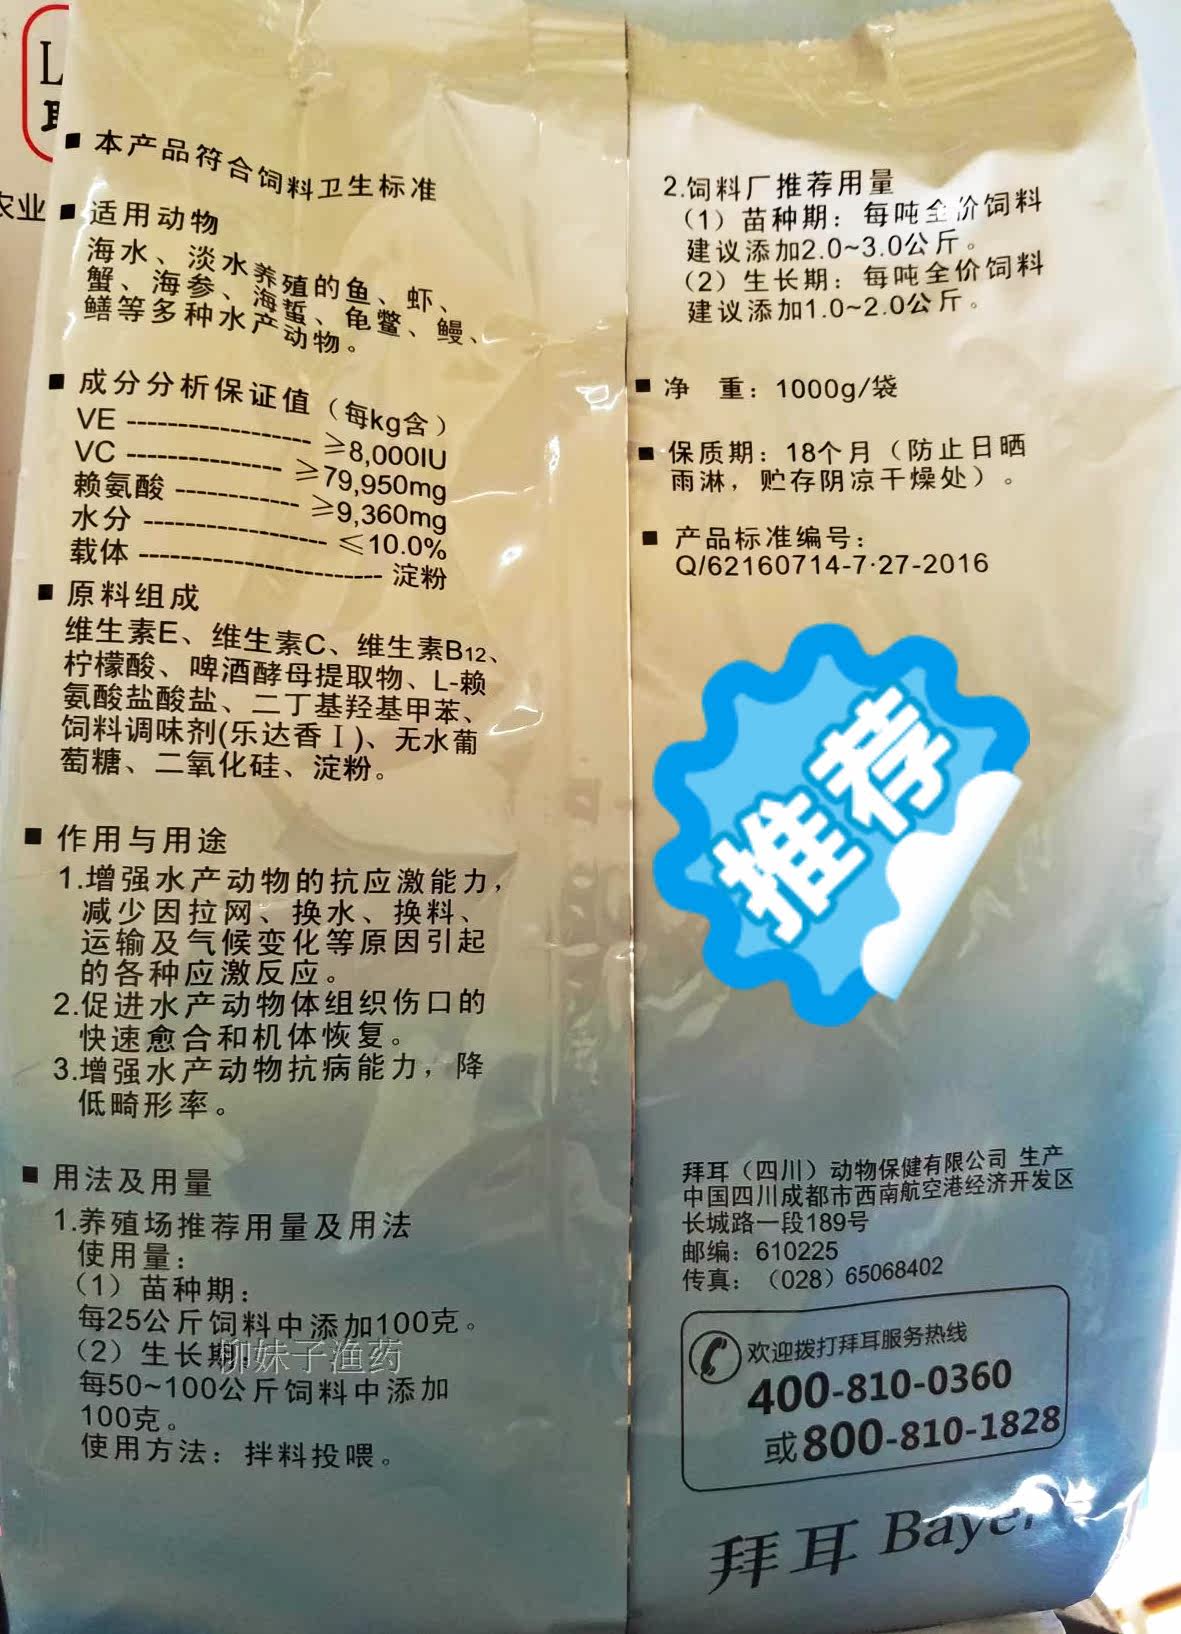 农业
■ 本产品符合饲料卫生标准
■ 适用动物
海水、淡水养殖的鱼、虾、
蟹、海参、海蜇、龟鳖、鳗、
鳝等多种水产动物。
■ 成分分析保证值（每kg含）
VE ---------------- ≥8,000IU
VC ---------------- ≥79,950mg
赖氨酸 ------------ ≥9,360mg
水分 ---------------- ≤10.0%
载体 --------------------- 淀粉
■ 原料组成
维生素E、维生素C、维生素B12、
柠檬酸、啤酒酵母提取物、L-赖
氨酸盐酸盐、二丁基羟基甲苯、
饲料调味剂(乐达香Ⅰ)、无水葡
萄糖、二氧化硅、淀粉。
■ 作用与用途
1.增强水产动物的抗应激能力，
减少因拉网、换水、换料、
运输及气候变化等原因引起
的各种应激反应。
2.促进水产动物体组织伤口的
快速愈合和机体恢复。
3.增强水产动物抗病能力，降
低畸形率。
■ 用法及用量
1.养殖场推荐用量及用法
使用量：
（1）苗种期：
每25公斤饲料中添加100克。
（2）生长期：
柳妹子渔药
每50~100公斤饲料中添加
100克。
使用方法：拌料投喂。
2.饲料厂推荐用量
（1）苗种期：每吨全价饲料
建议添加2.0~3.0公斤。
（2）生长期：每吨全价饲料
建议添加1.0~2.0公斤。
■ 净 重：1000g/袋
■ 保质期：18个月（防止日晒
雨淋，贮存阴凉干燥处）。
■ 产品标准编号：
Q/62160714-7·27-2016
推荐
拜耳（四川）动物保健有限公司 生产
中国四川成都市西南航空港经济开发区
长城路一段189号
邮编：610225
传真：（028）65068402
欢迎拨打拜耳服务热线
400-810-0360
或800-810-1828
拜耳 Bayer